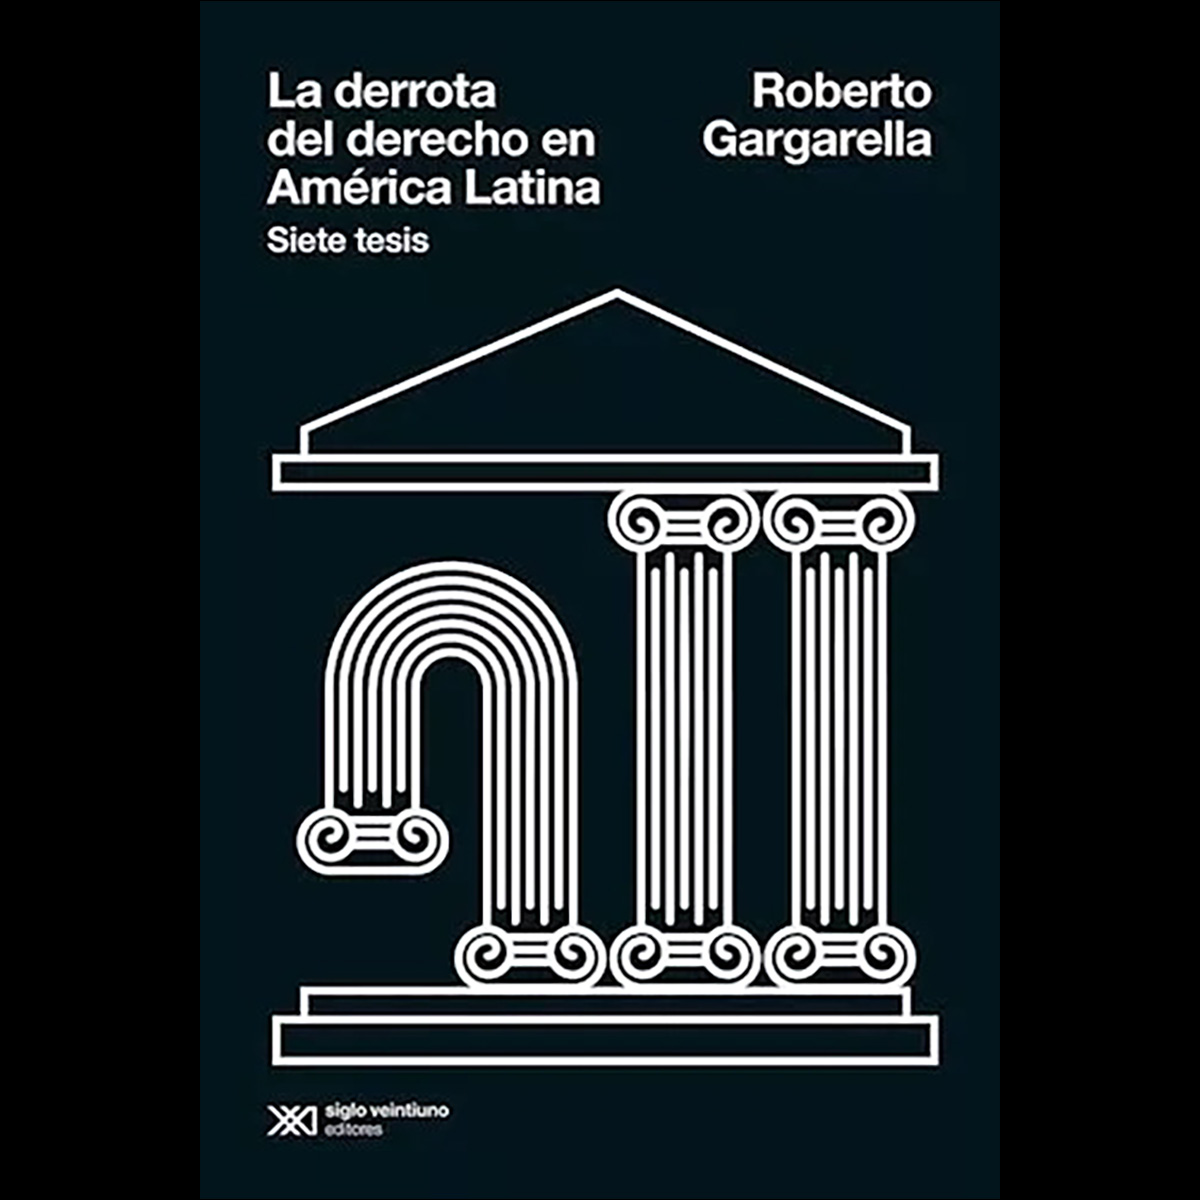 La derrota
del derecho en
América Latina
Siete tesis
Roberto
Gargarella
siglo veintiuno
editores